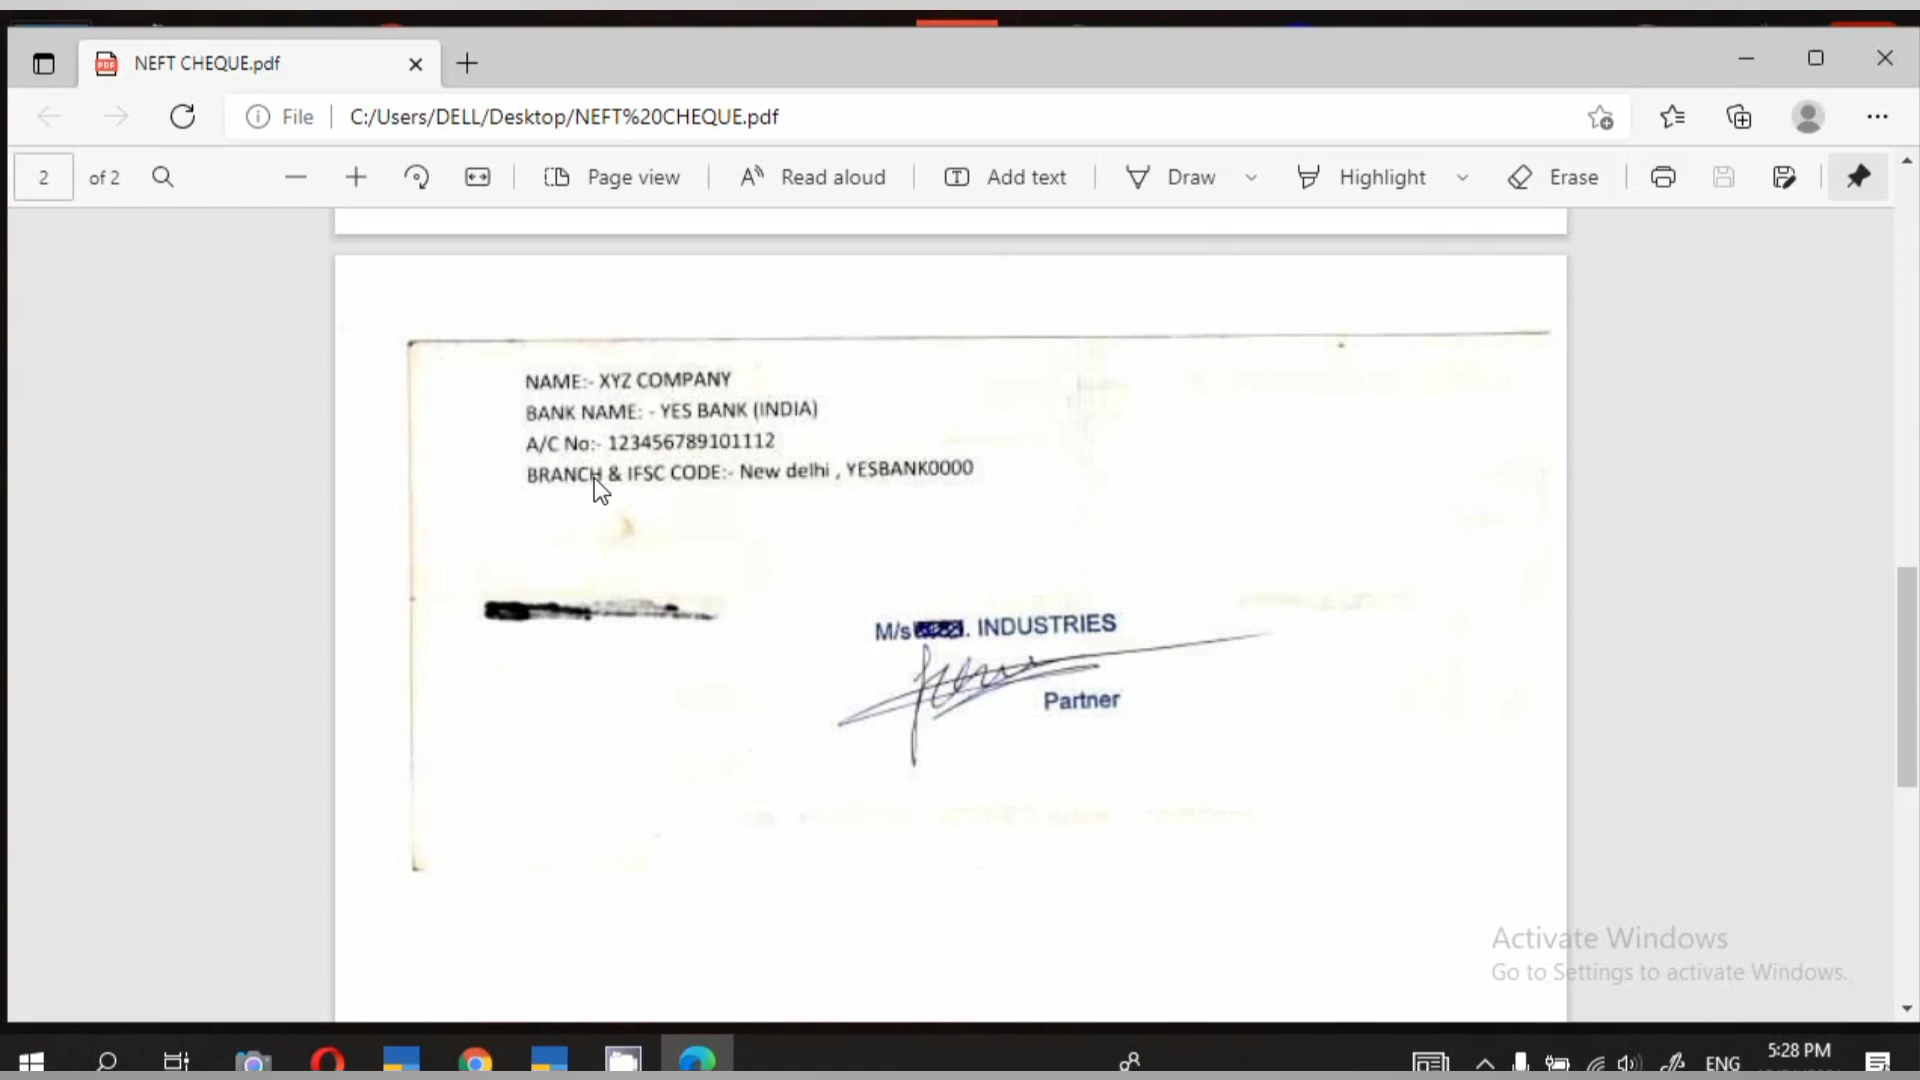 NEFT CHEQUE.pdf
File C:/Users/DELL/Desktop/NEFT%20CHEQUE.pdf
2 of 2 Page view Read aloud Add text Draw Highlight Erase
NAME:- XYZ COMPANY
BANK NAME: - YES BANK (INDIA)
A/C No:- 123456789101112
BRANCH & IFSC CODE:- New delhi , YESBANK0000
M/s . INDUSTRIES
Partner
Activate Windows
Go to Settings to activate Windows.
ENG 5:28 PM